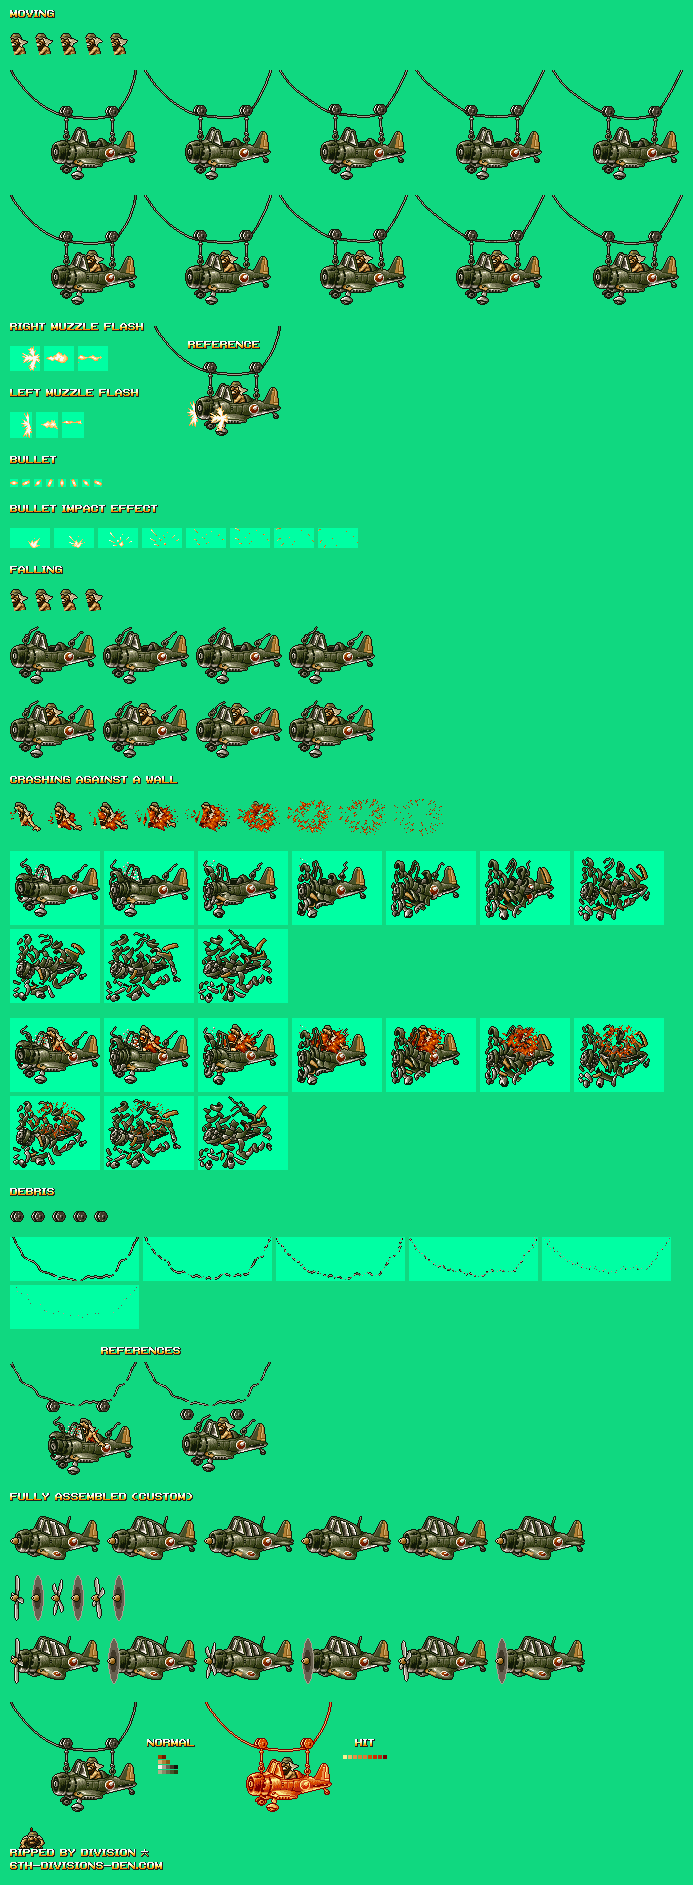 MOVING
RIGHT MUZZLE FLASH
REFERENCE
LEFT MUZZLE FLASH
BULLET
BULLET IMPACT EFFECT
FALLING
CRASHING AGAINST A WALL
DEBRIS
REFERENCES
FULLY ASSEMBLED (CUSTOM)
NORMAL
HIT
RIPPED BY DIVISION ☆
6TH-DIVISIONS-DEN.COM